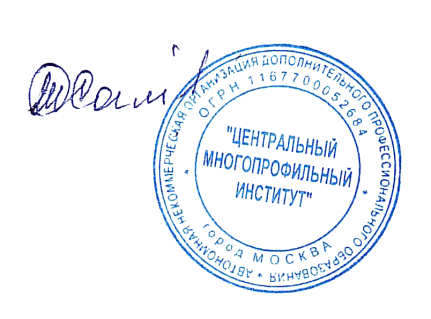 АВТОНОМНАЯ НЕКОММЕРЧЕСКАЯ ОРГАНИЗАЦИЯ ДОПОЛНИТЕЛЬНОГО ПРОФЕССИОНАЛЬНОГО ОБРАЗОВАНИЯ *
ОГРН 1167700052684
"ЦЕНТРАЛЬНЫЙ
МНОГОПРОФИЛЬНЫЙ
ИНСТИТУТ"
* город МОСКВА *